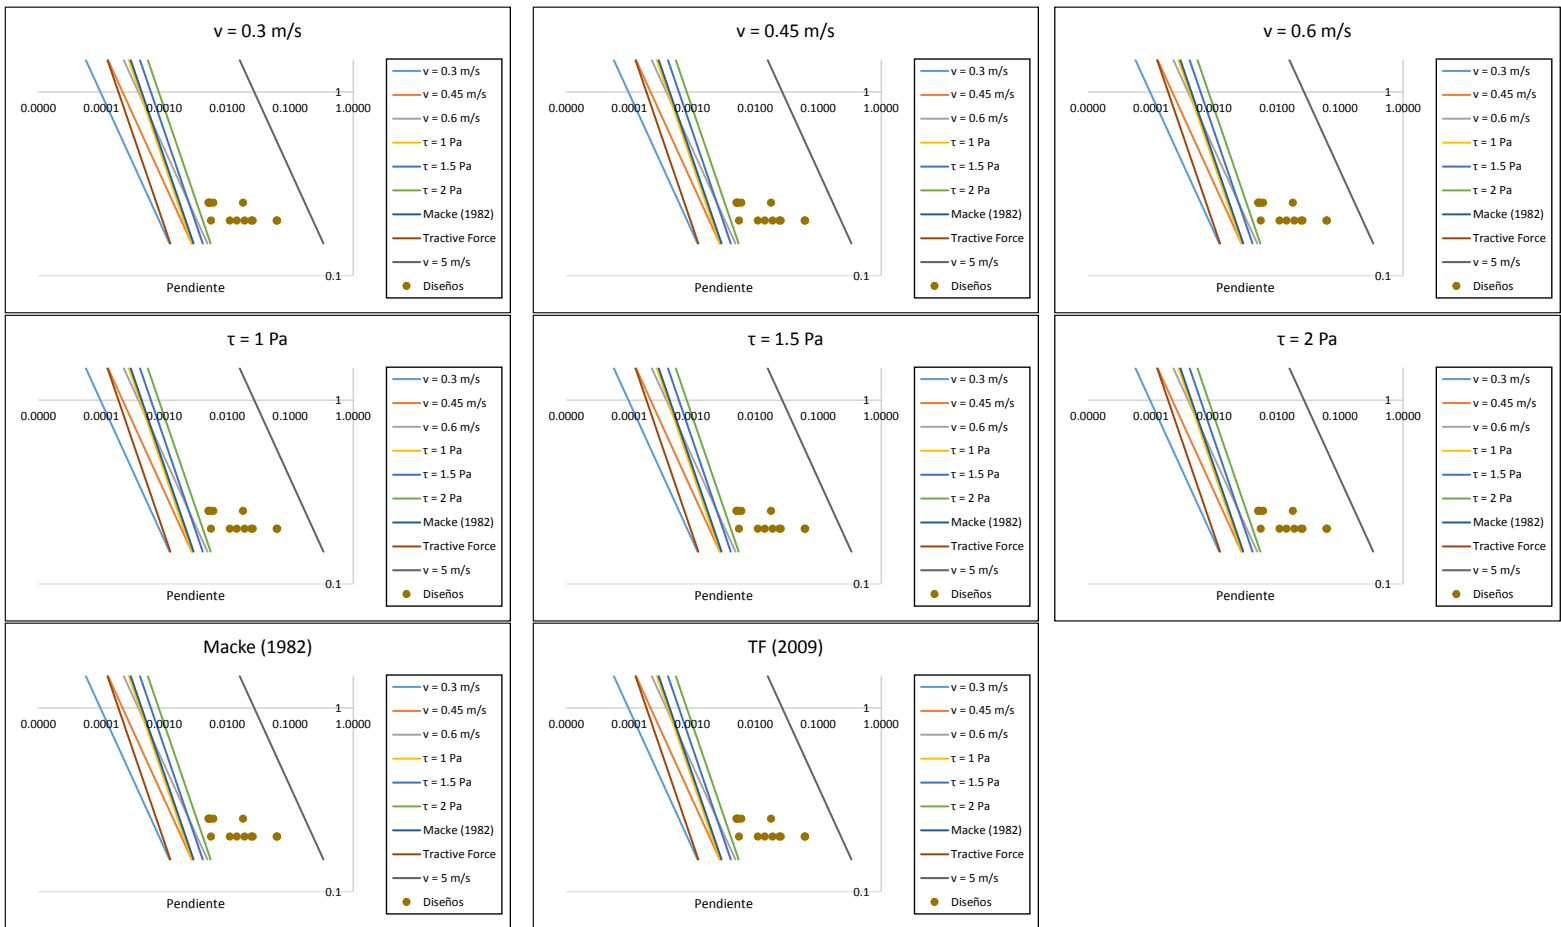 v = 0.3 m/s
1
0.0000 0.0001 0.0010 0.0100 0.1000 1.0000
0.1
Pendiente
v = 0.3 m/s
v = 0.45 m/s
v = 0.6 m/s
τ = 1 Pa
τ = 1.5 Pa
τ = 2 Pa
Macke (1982)
Tractive Force
v = 5 m/s
Diseños
v = 0.45 m/s
1
0.0000 0.0001 0.0010 0.0100 0.1000 1.0000
0.1
Pendiente
v = 0.3 m/s
v = 0.45 m/s
v = 0.6 m/s
τ = 1 Pa
τ = 1.5 Pa
τ = 2 Pa
Macke (1982)
Tractive Force
v = 5 m/s
Diseños
v = 0.6 m/s
1
0.0000 0.0001 0.0010 0.0100 0.1000 1.0000
0.1
Pendiente
v = 0.3 m/s
v = 0.45 m/s
v = 0.6 m/s
τ = 1 Pa
τ = 1.5 Pa
τ = 2 Pa
Macke (1982)
Tractive Force
v = 5 m/s
Diseños
τ = 1 Pa
1
0.0000 0.0001 0.0010 0.0100 0.1000 1.0000
0.1
Pendiente
v = 0.3 m/s
v = 0.45 m/s
v = 0.6 m/s
τ = 1 Pa
τ = 1.5 Pa
τ = 2 Pa
Macke (1982)
Tractive Force
v = 5 m/s
Diseños
τ = 1.5 Pa
1
0.0000 0.0001 0.0010 0.0100 0.1000 1.0000
0.1
Pendiente
v = 0.3 m/s
v = 0.45 m/s
v = 0.6 m/s
τ = 1 Pa
τ = 1.5 Pa
τ = 2 Pa
Macke (1982)
Tractive Force
v = 5 m/s
Diseños
τ = 2 Pa
1
0.0000 0.0001 0.0010 0.0100 0.1000 1.0000
0.1
Pendiente
v = 0.3 m/s
v = 0.45 m/s
v = 0.6 m/s
τ = 1 Pa
τ = 1.5 Pa
τ = 2 Pa
Macke (1982)
Tractive Force
v = 5 m/s
Diseños
Macke (1982)
1
0.0000 0.0001 0.0010 0.0100 0.1000 1.0000
0.1
Pendiente
v = 0.3 m/s
v = 0.45 m/s
v = 0.6 m/s
τ = 1 Pa
τ = 1.5 Pa
τ = 2 Pa
Macke (1982)
Tractive Force
v = 5 m/s
Diseños
TF (2009)
1
0.0000 0.0001 0.0010 0.0100 0.1000 1.0000
0.1
Pendiente
v = 0.3 m/s
v = 0.45 m/s
v = 0.6 m/s
τ = 1 Pa
τ = 1.5 Pa
τ = 2 Pa
Macke (1982)
Tractive Force
v = 5 m/s
Diseños